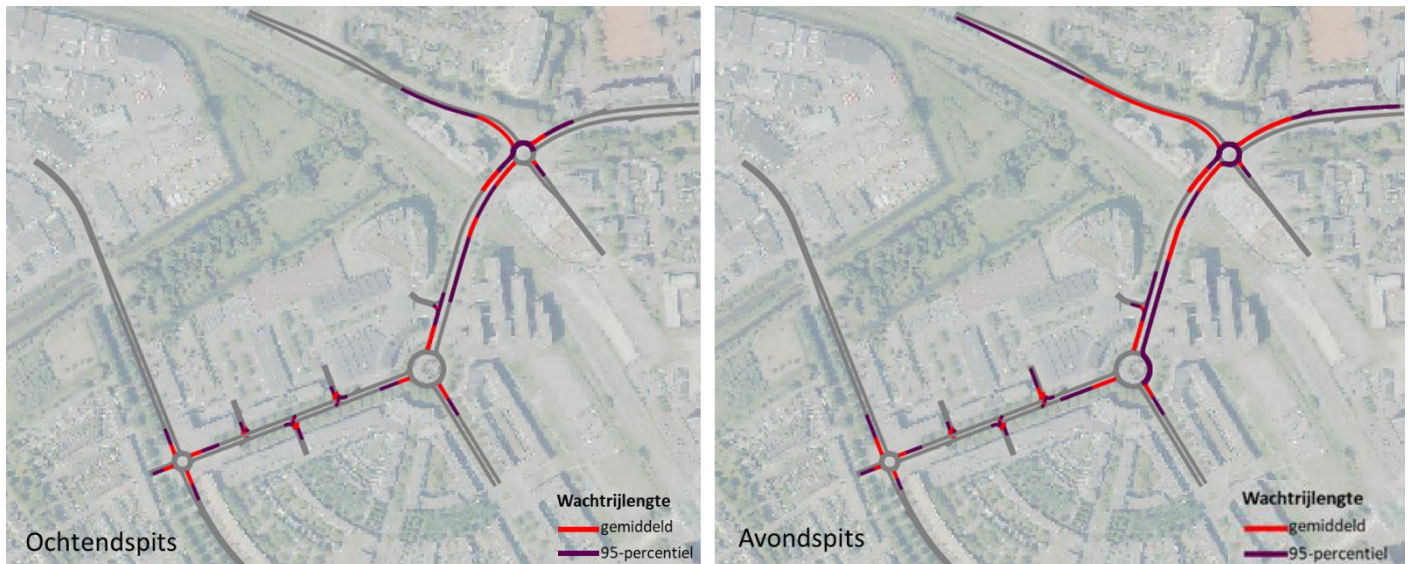 Wachtrijlengte
gemiddeld
95-percentiel
Ochtendspits
Wachtrijlengte
gemiddeld
95-percentiel
Avondspits